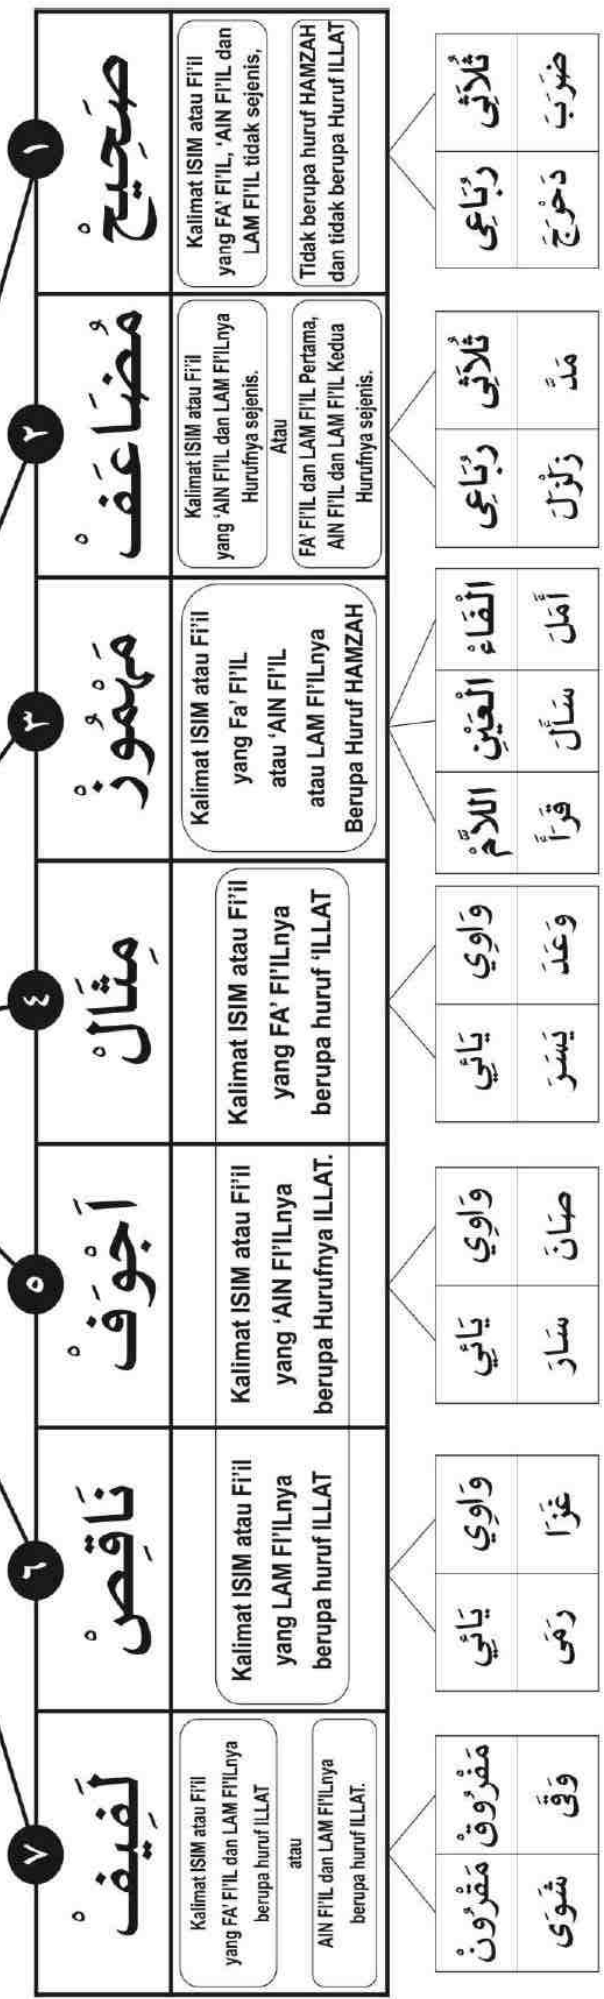 ١
صَحِيحْ
Kalimat ISIM atau Fi'il
yang FA' FI'IL, 'AIN FI'IL dan
LAM FI'IL tidak sejenis,
Tidak berupa huruf HAMZAH
dan tidak berupa Huruf ILLAT
ثُلَاثِى
رُبَاعِى
ضَرَبَ
دَحْرَجَ
٢
مُضَاعَفْ
Kalimat ISIM atau Fi'il
yang 'AIN FI'IL dan LAM FI'ILnya
Hurufnya sejenis.
Atau
FA' FI'IL dan LAM FI'IL Pertama,
AIN FI'IL dan LAM FI'IL Kedua
Hurufnya sejenis.
ثُلَاثِى
رُبَاعِى
مَدَّ
زَلْزَلَ
٣
مَهْمُوزْ
Kalimat ISIM atau Fi'il
yang Fa' FI'IL
atau 'AIN FI'IL
atau LAM FI'ILnya
Berupa Huruf HAMZAH
الْفَاءْ
الْعَيْنِ
اللاَّمْ
أَمَلَ
سَأَلَ
قَرَأَ
٤
مِثَالْ
Kalimat ISIM atau Fi'il
yang FA' FI'ILnya
berupa huruf 'ILLAT
وَاوِي
يَائِي
وَعَدَ
يَسَرَ
٥
اَجْوَفْ
Kalimat ISIM atau Fi'il
yang 'AIN FI'ILnya
berupa Hurufnya ILLAT.
وَاوِي
يَائِي
صَانَ
سَارَ
٦
نَاقِصْ
Kalimat ISIM atau Fi'il
yang LAM FI'ILnya
berupa huruf ILLAT
وَاوِي
يَائِي
غَزَا
رَمَى
٧
لَفِيفْ
Kalimat ISIM atau Fi'il
yang FA' FI'IL dan LAM FI'ILnya
berupa huruf ILLAT
atau
AIN FI'IL dan LAM FI'ILnya
berupa huruf ILLAT.
مَفْرُوقْ
مَقْرُونْ
وَقَى
شَوَى